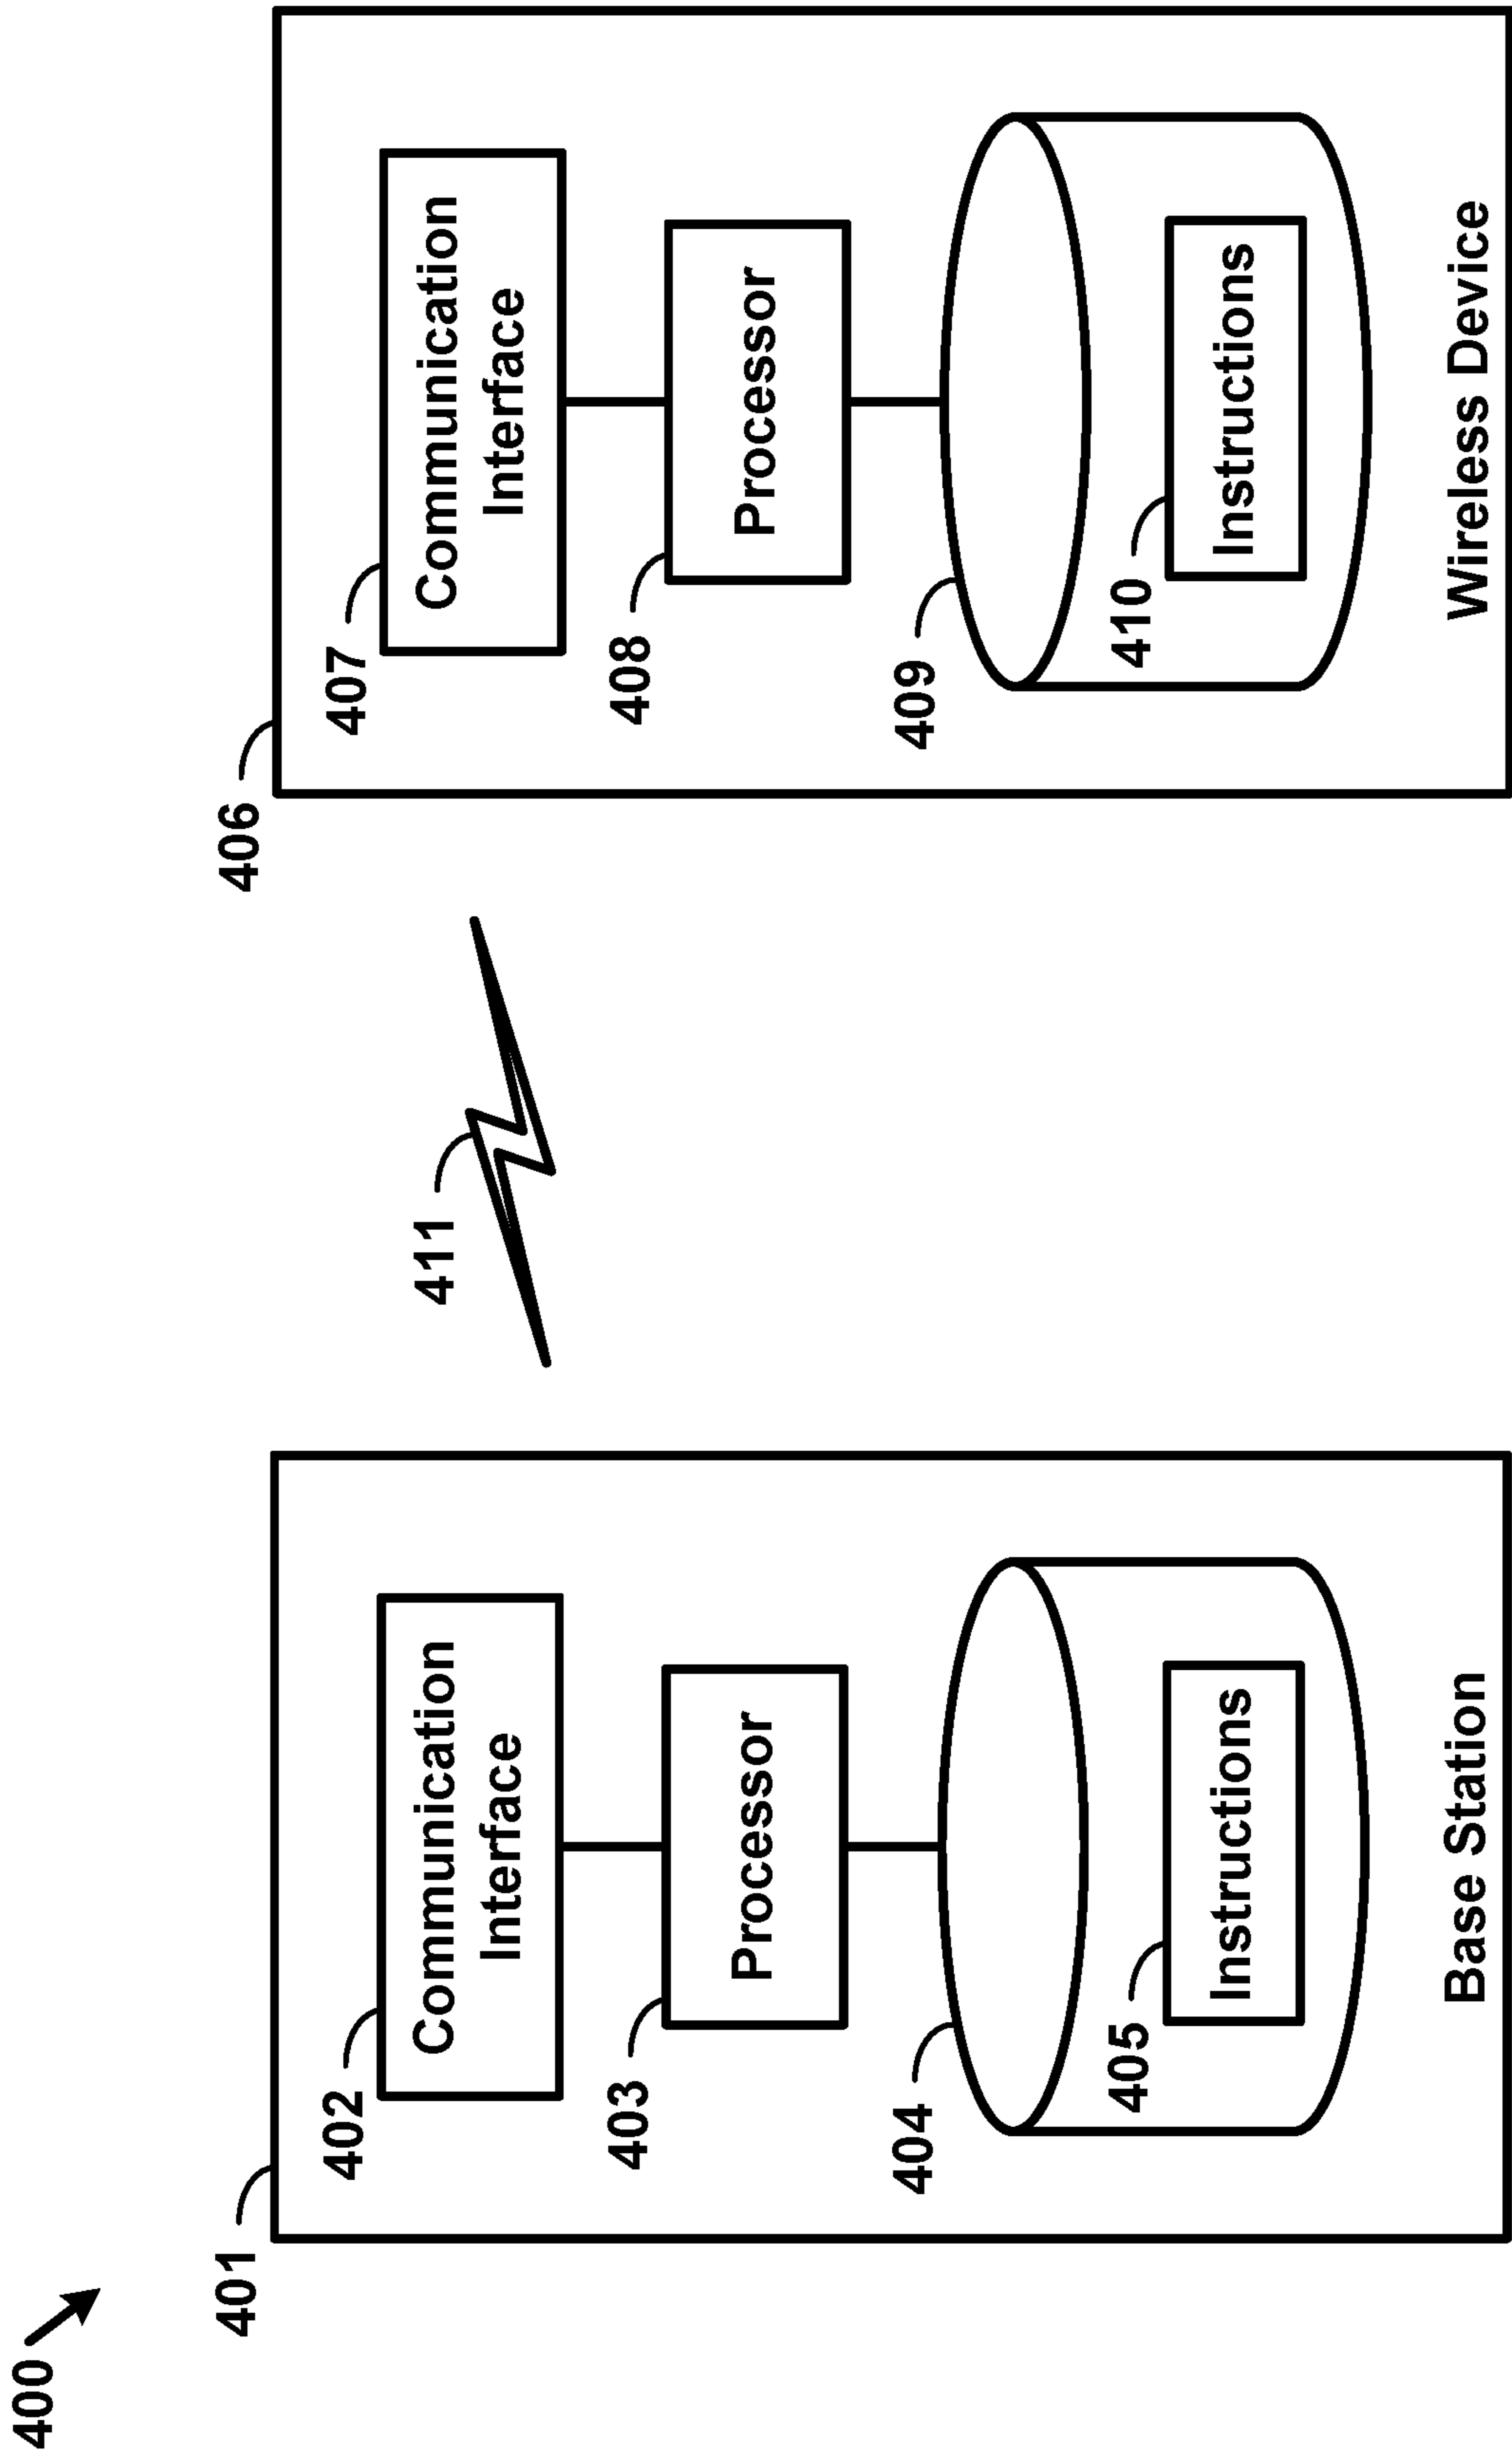 400
401
402
Communication
Interface
403
Processor
404
405
Instructions
Base Station
411
406
407
Communication
Interface
408
Processor
409
410
Instructions
Wireless Device